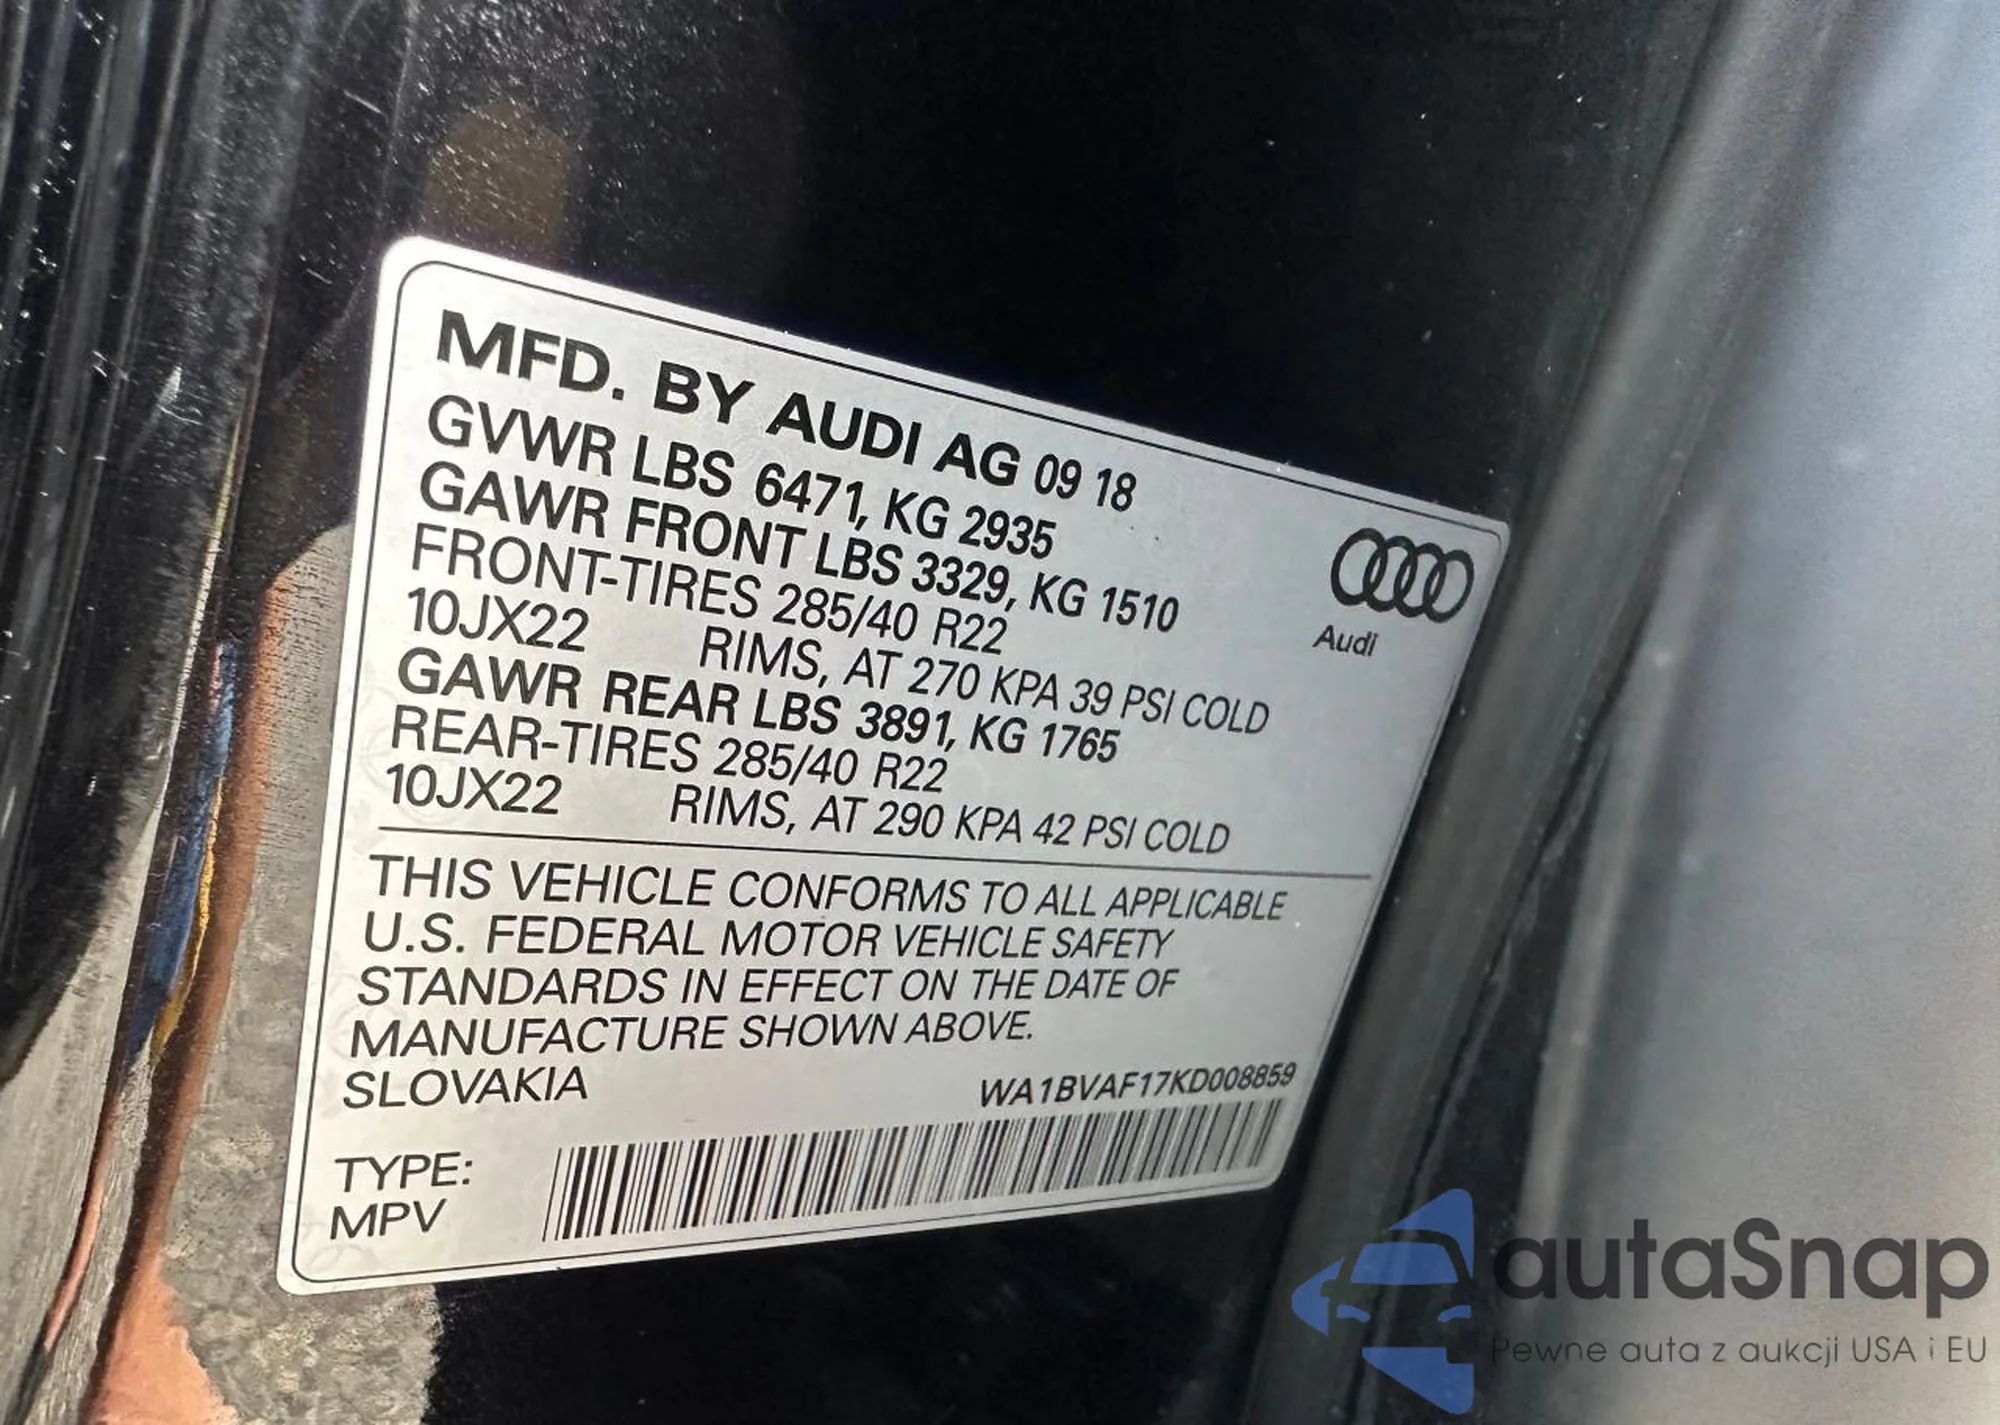 MFD. BY AUDI AG 09 18
GVWR LBS 6471, KG 2935
GAWR FRONT LBS 3329, KG 1510
FRONT-TIRES 285/40 R22
10JX22 RIMS, AT 270 KPA 39 PSI COLD
GAWR REAR LBS 3891, KG 1765
REAR-TIRES 285/40 R22
10JX22 RIMS, AT 290 KPA 42 PSI COLD
Audi
THIS VEHICLE CONFORMS TO ALL APPLICABLE
U.S. FEDERAL MOTOR VEHICLE SAFETY
STANDARDS IN EFFECT ON THE DATE OF
MANUFACTURE SHOWN ABOVE.
SLOVAKIA WA1BVAF17KD008859
TYPE:
MPV
autaSnap
Pewne auta z aukcji USA i EU